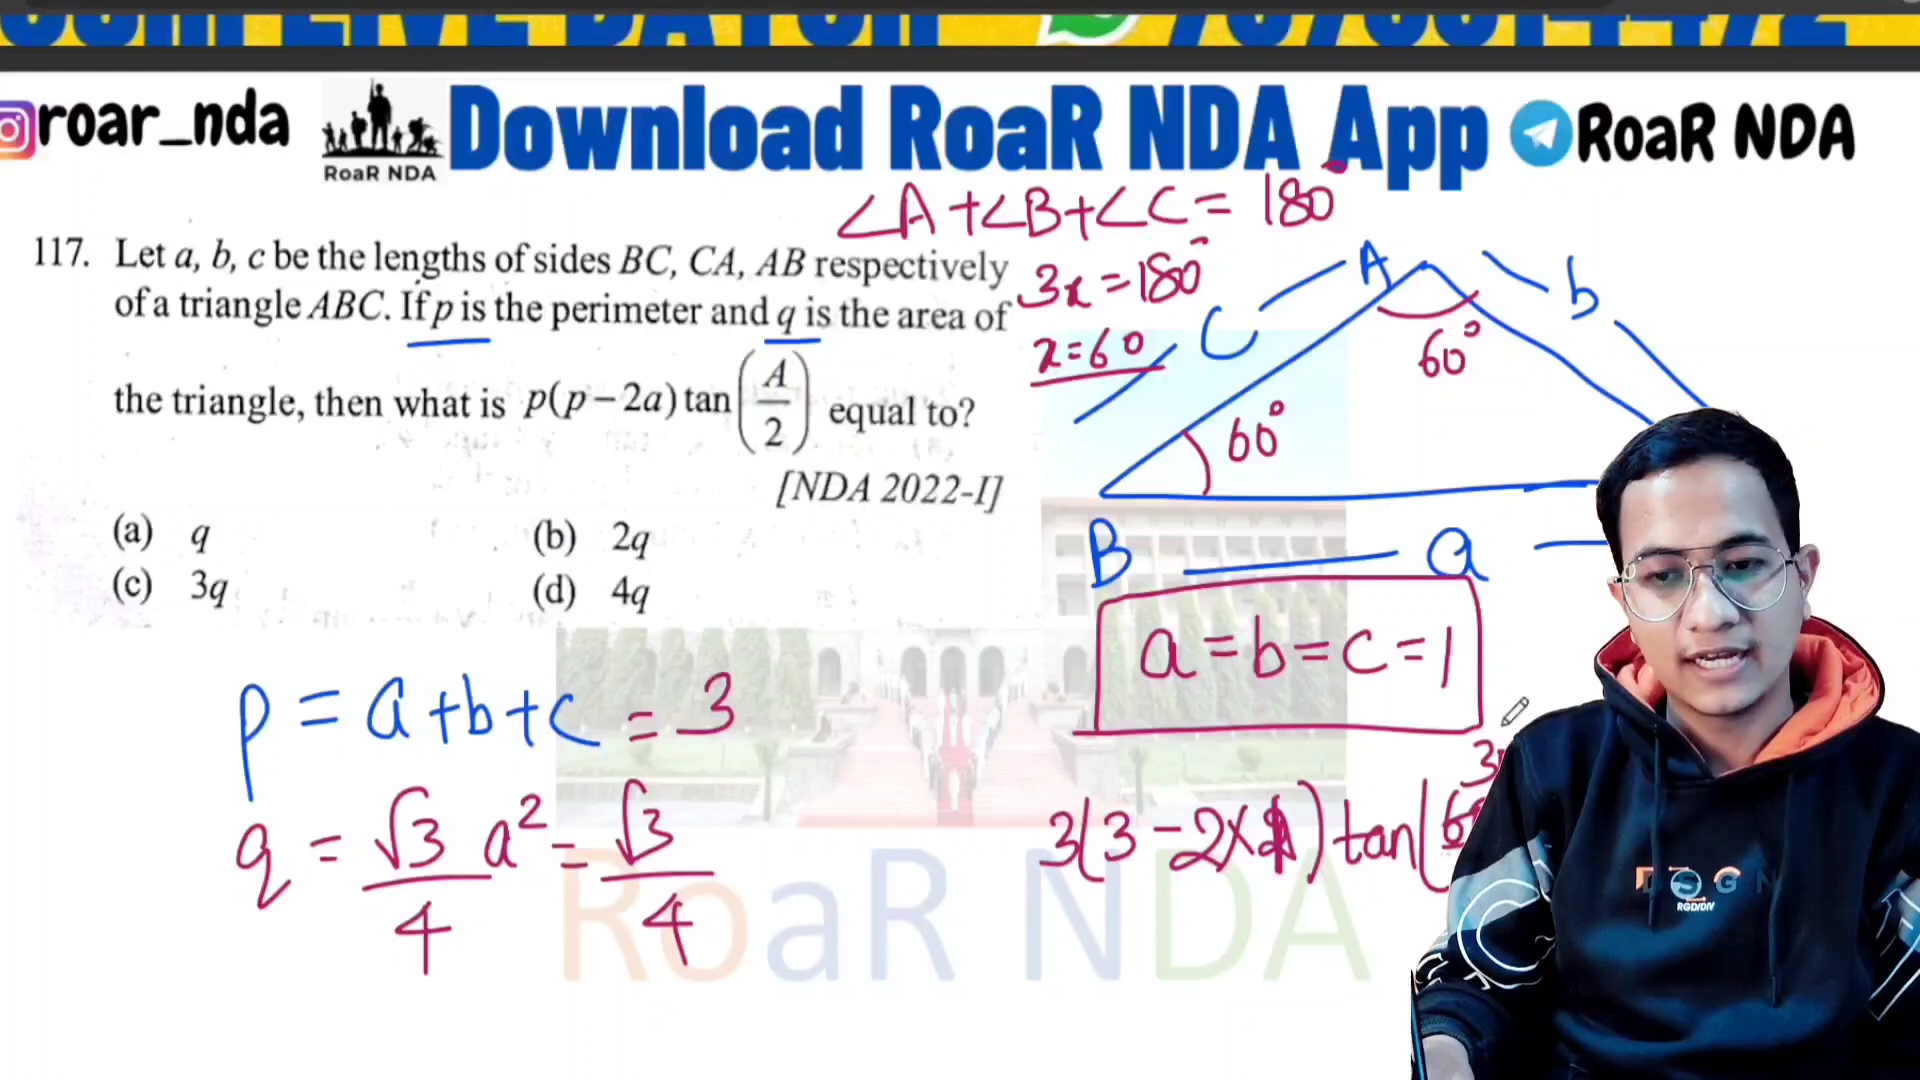 roar_nda
RoaR NDA
Download RoaR NDA App
RoaR NDA
∠A+∠B+∠C = 180°
117. Let a, b, c be the lengths of sides BC, CA, AB respectively
of a triangle ABC. If p is the perimeter and q is the area of
the triangle, then what is p(p−2a) tan(A/2) equal to?
[NDA 2022-I]
(a) q
(b) 2q
(c) 3q
(d) 4q
3x = 180°
x = 60
A
b
C
60°
60°
B
a
a = b = c = 1
p = a+b+c = 3
q = √3/4 a² = √3/4
3(3-2×1) tan(
RoaR NDA
D S G N
RGD/DIV